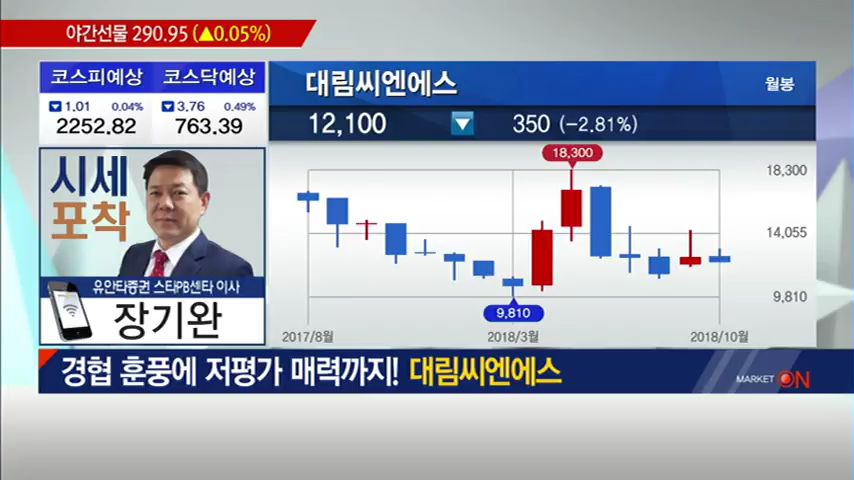 야간선물 290.95 (▲0.05%)
코스피예상 코스닥예상
▼1.01 0.04% ▼3.76 0.49%
2252.82 763.39
대림씨엔에스
월봉
12,100 ▼ 350 (-2.81%)
시세
포착
유안타증권 스타PB센타 이사
장기완
18,300
18,300
14,055
9,810
9,810
2017/8월 2018/3월 2018/10월
경협 훈풍에 저평가 매력까지! 대림씨엔에스
MARKET ON